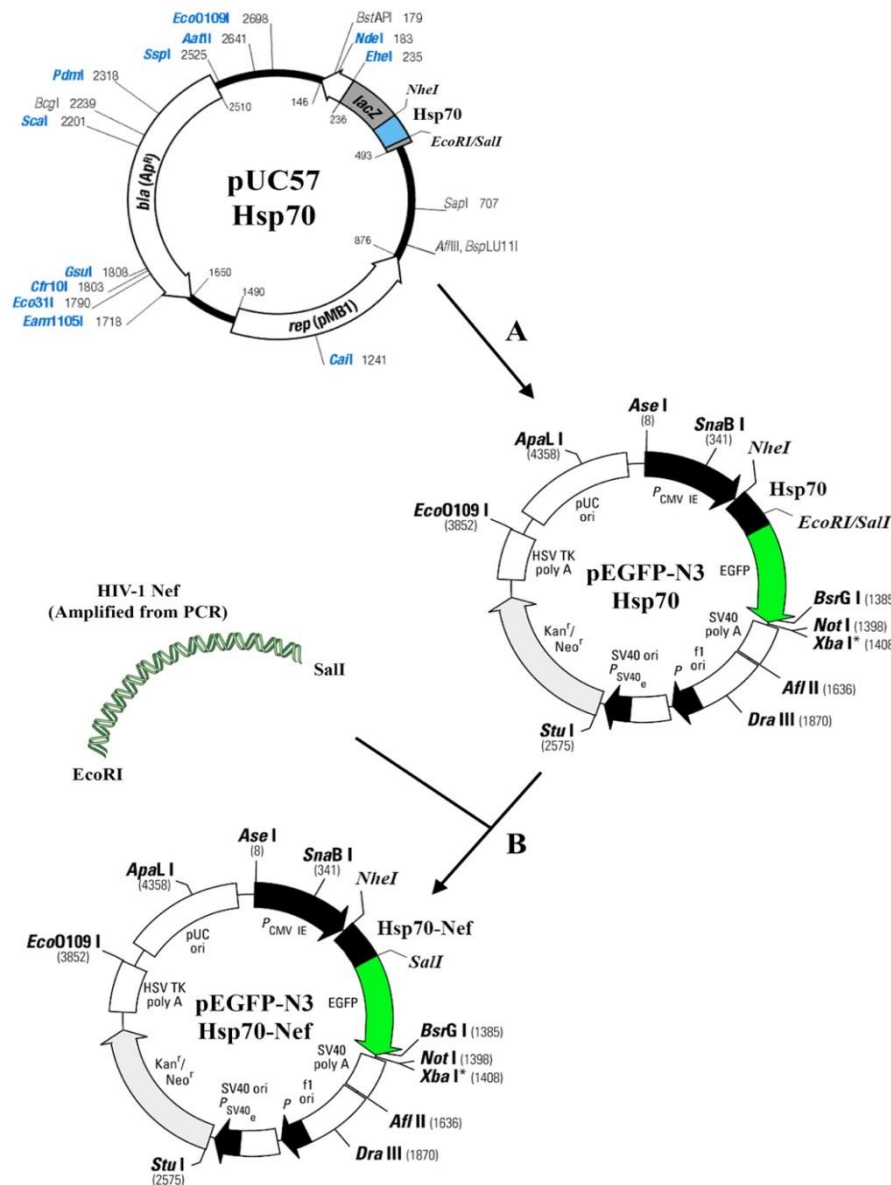 EcoO109I 2698
AatII 2641
SspI 2525
BstAPI 179
NdeI 183
EheI 235
PdmI 2318
BcgI 2239
ScaI 2201
2510
146
236
lacZ
NheI
Hsp70
EcoRI/SalI
493
bla (ApR)
pUC57
Hsp70
SapI 707
AflIII, BspLU11I
876
GsuI 1808
Cfr10I 1803
Eco31I 1790
Eam1105I 1718
1650
1490
rep (pMB1)
CaiI 1241
A
Ase I
(8)
SnaB I
(341)
ApaL I
(4358)
NheI
Hsp70
EcoRI/SalI
PCMV IE
pUC
ori
EcoO109 I
(3852)
HSV TK
poly A
pEGFP-N3
Hsp70
EGFP
BsrG I (1385)
Not I (1398)
Xba I* (1408)
SV40
poly A
Kanr/
Neor
SV40 ori
PSV40e
f1
ori
P
Afl II (1636)
Dra III (1870)
Stu I
(2575)
HIV-1 Nef
(Amplified from PCR)
SalI
EcoRI
B
Ase I
(8)
SnaB I
(341)
ApaL I
(4358)
NheI
Hsp70-Nef
SalI
PCMV IE
pUC
ori
EcoO109 I
(3852)
HSV TK
poly A
pEGFP-N3
Hsp70-Nef
EGFP
BsrG I (1385)
Not I (1398)
Xba I* (1408)
SV40
poly A
Kanr/
Neor
SV40 ori
PSV40e
f1
ori
P
Afl II (1636)
Dra III (1870)
Stu I
(2575)